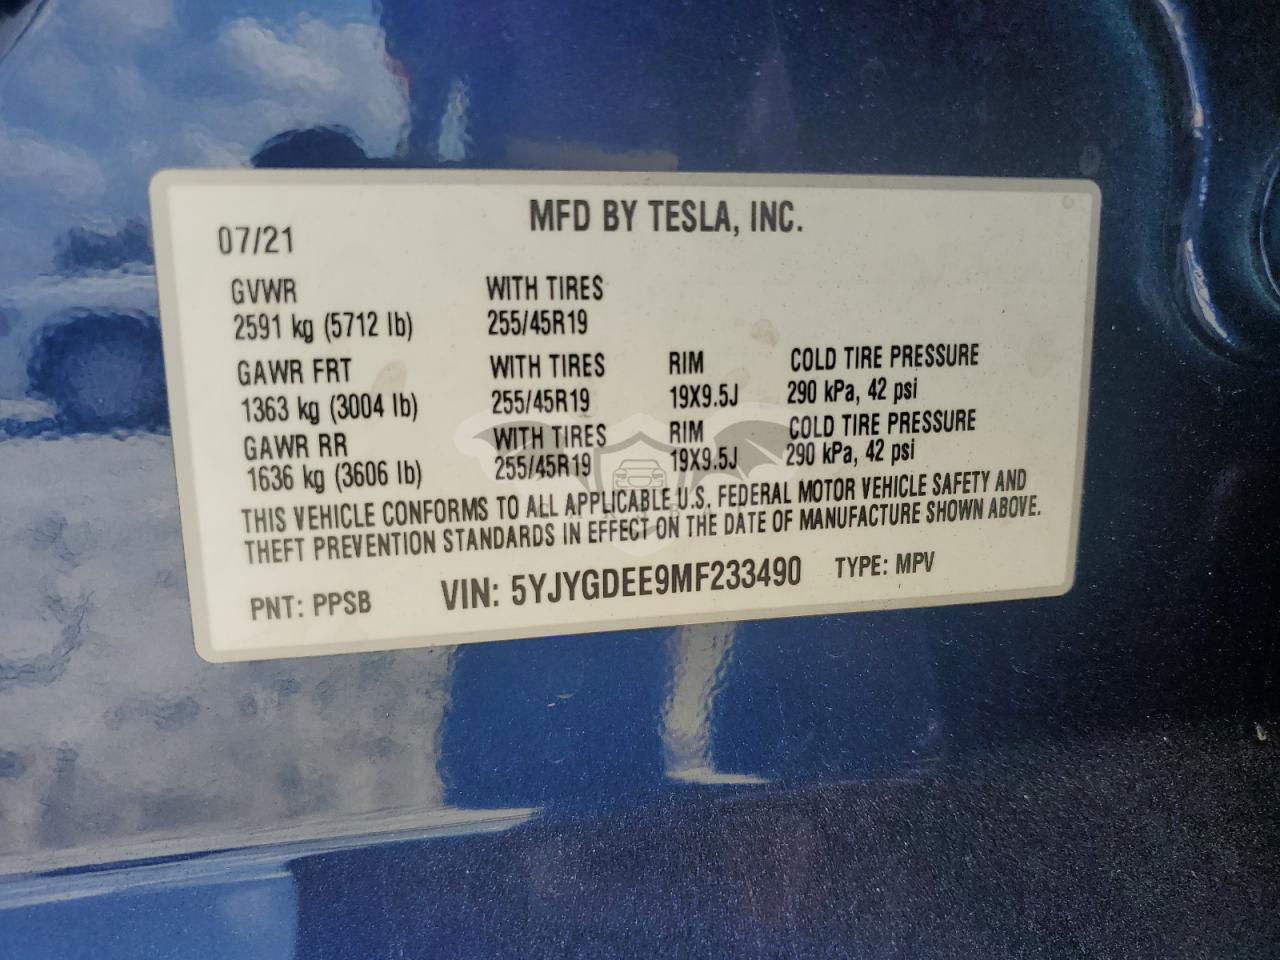 MFD BY TESLA, INC.
07/21
GVWR WITH TIRES
2591 kg (5712 lb) 255/45R19
GAWR FRT WITH TIRES RIM COLD TIRE PRESSURE
1363 kg (3004 lb) 255/45R19 19X9.5J 290 kPa, 42 psi
GAWR RR WITH TIRES RIM COLD TIRE PRESSURE
1636 kg (3606 lb) 255/45R19 19X9.5J 290 kPa, 42 psi
THIS VEHICLE CONFORMS TO ALL APPLICABLE U.S. FEDERAL MOTOR VEHICLE SAFETY AND
THEFT PREVENTION STANDARDS IN EFFECT ON THE DATE OF MANUFACTURE SHOWN ABOVE.
PNT: PPSB VIN: 5YJYGDEE9MF233490 TYPE: MPV